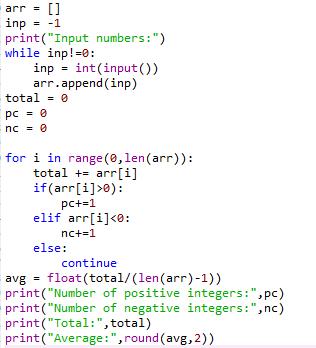 arr = []
inp = -1
print("Input numbers:")
while inp!=0:
    inp = int(input())
    arr.append(inp)
total = 0
pc = 0
nc = 0

for i in range(0,len(arr)):
    total += arr[i]
    if(arr[i]>0):
        pc+=1
    elif arr[i]<0:
        nc+=1
    else:
        continue
avg = float(total/(len(arr)-1))
print("Number of positive integers:",pc)
print("Number of negative integers:",nc)
print("Total:",total)
print("Average:",round(avg,2))